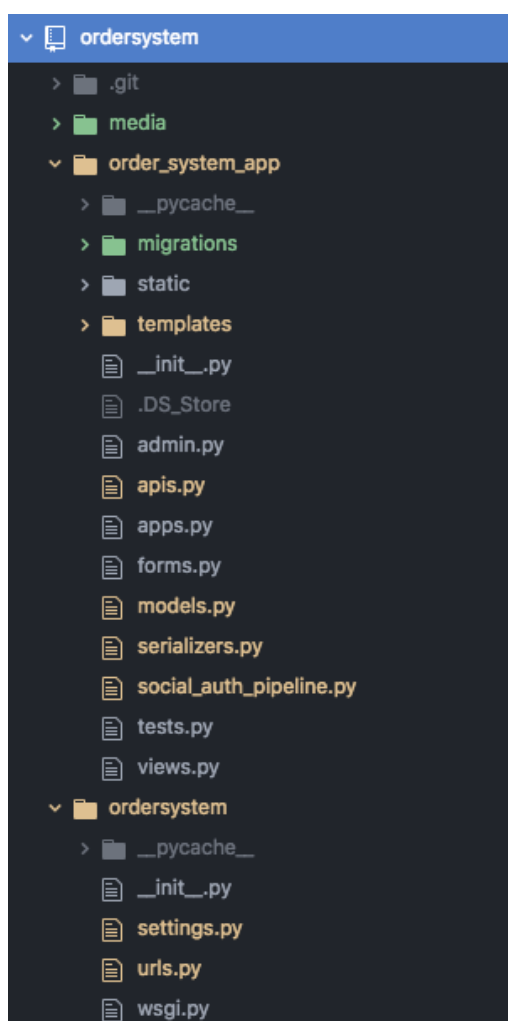 ordersystem
.git
media
order_system_app
__pycache__
migrations
static
templates
__init__.py
.DS_Store
admin.py
apis.py
apps.py
forms.py
models.py
serializers.py
social_auth_pipeline.py
tests.py
views.py
ordersystem
__pycache__
__init__.py
settings.py
urls.py
wsgi.py